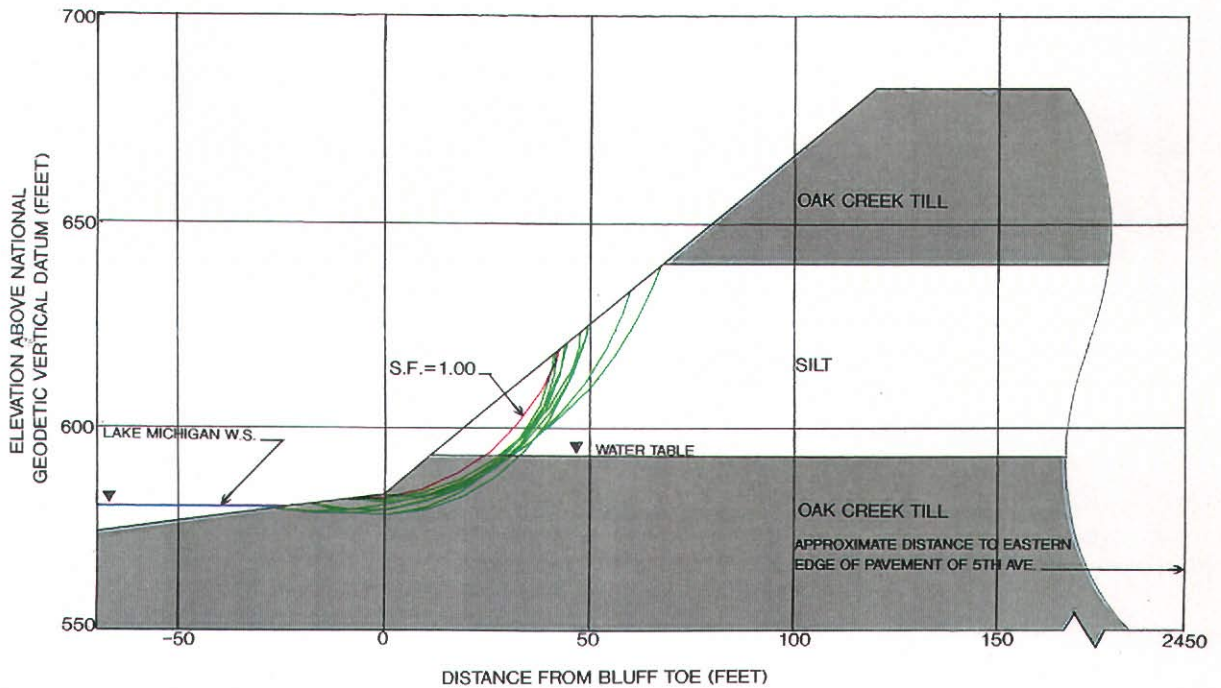 ELEVATION ABOVE NATIONAL
GEODETIC VERTICAL DATUM (FEET)
700
650
600
550
OAK CREEK TILL
S.F.=1.00
SILT
LAKE MICHIGAN W.S.
WATER TABLE
OAK CREEK TILL
APPROXIMATE DISTANCE TO EASTERN
EDGE OF PAVEMENT OF 5TH AVE.
-50
0
50
100
150
2450
DISTANCE FROM BLUFF TOE (FEET)